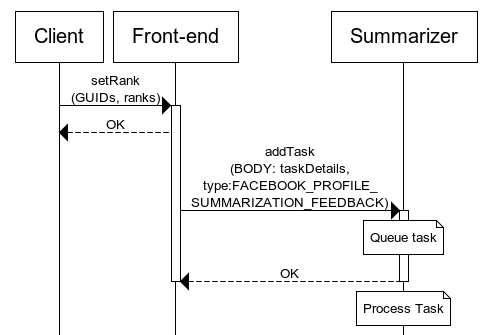 Client
Front-end
Summarizer
setRank
(GUIDs, ranks)
OK
addTask
(BODY: taskDetails,
type:FACEBOOK_PROFILE_
SUMMARIZATION_FEEDBACK)
Queue task
OK
Process Task